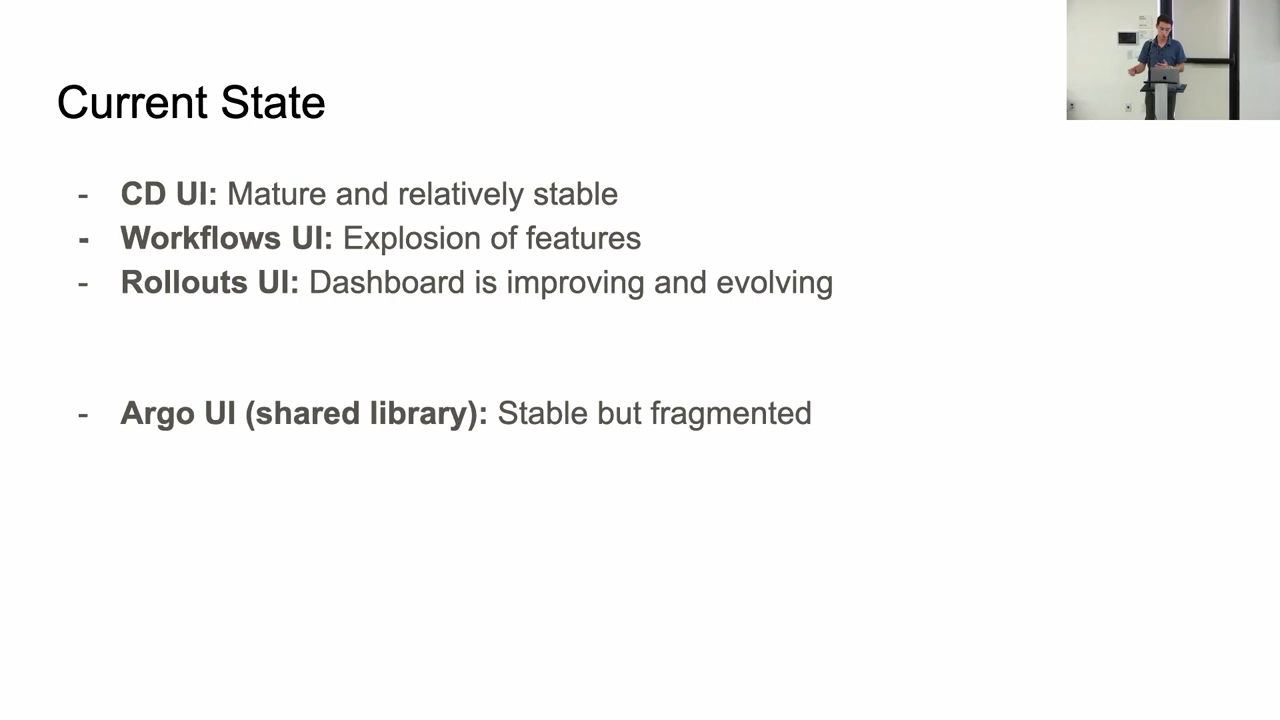 Current State
- CD UI: Mature and relatively stable
- Workflows UI: Explosion of features
- Rollouts UI: Dashboard is improving and evolving
- Argo UI (shared library): Stable but fragmented